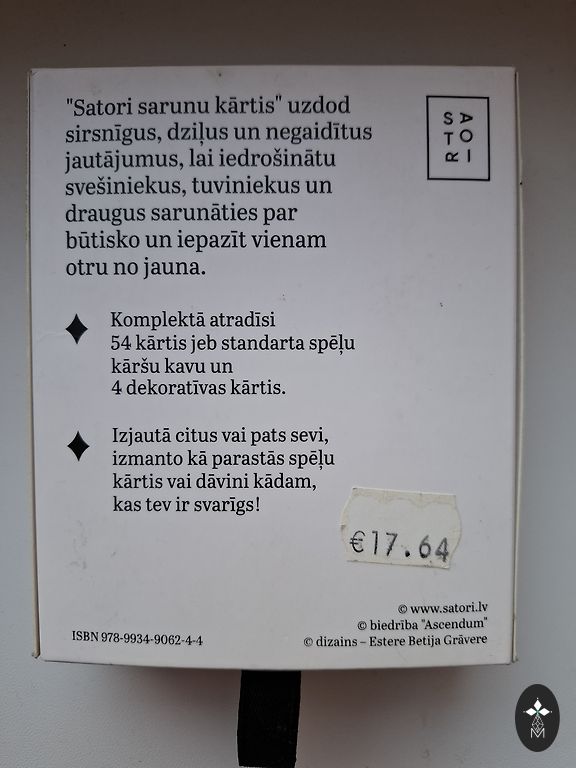 "Satori sarunu kārtis" uzdod
sirsnīgus, dziļus un negaidītus
jautājumus, lai iedrošinātu
svešiniekus, tuviniekus un
draugus sarunāties par
būtisko un iepazīt vienam
otru no jauna.
SATORI
Komplektā atradīsi
54 kārtis jeb standarta spēļu
kāršu kavu un
4 dekoratīvas kārtis.
Izjautā citus vai pats sevi,
izmanto kā parastās spēļu
kārtis vai dāvini kādam,
kas tev ir svarīgs!
€17.64
© www.satori.lv
© biedrība "Ascendum"
© dizains – Estere Betija Grāvere
ISBN 978-9934-9062-4-4
M